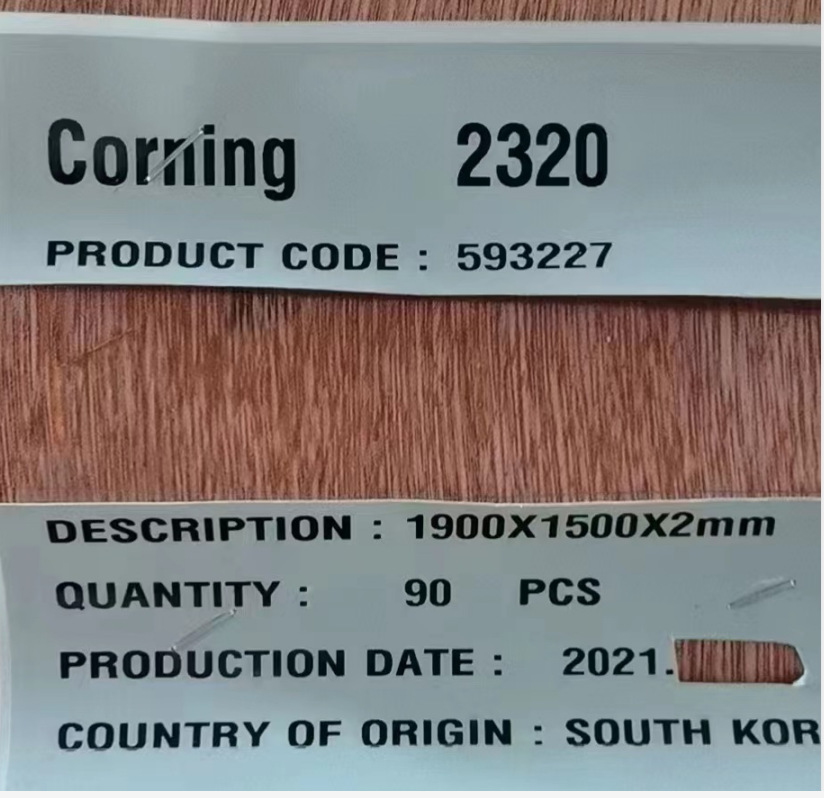 Corning 2320
PRODUCT CODE : 593227
DESCRIPTION : 1900X1500X2mm
QUANTITY : 90 PCS
PRODUCTION DATE : 2021.
COUNTRY OF ORIGIN : SOUTH KOR